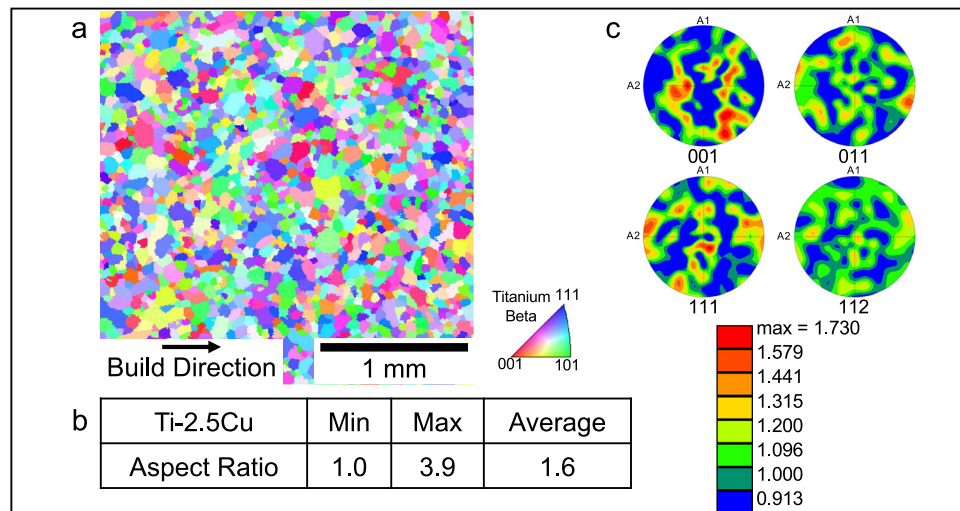 a
Build Direction
1 mm
Titanium
Beta
111
001
101
b
Ti-2.5Cu Min Max Average
Aspect Ratio 1.0 3.9 1.6
c
A1
A2
001
A1
A2
011
A1
A2
111
A1
A2
112
max = 1.730
1.579
1.441
1.315
1.200
1.096
1.000
0.913